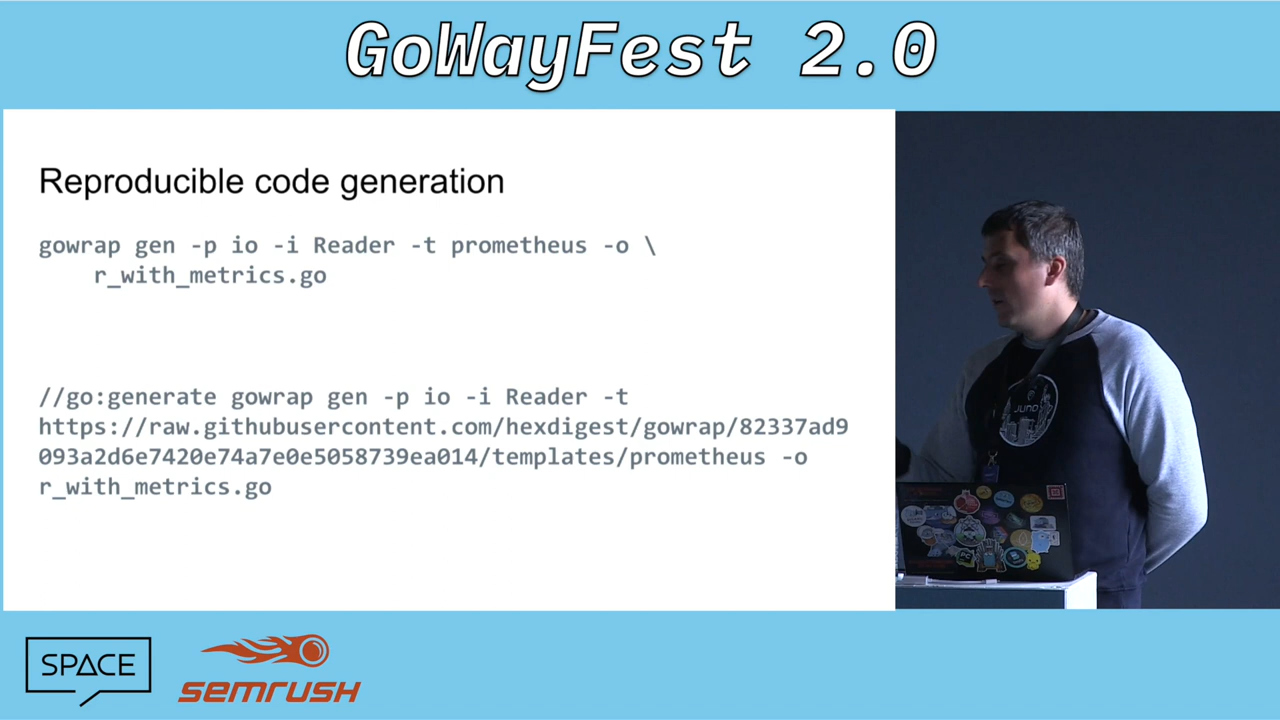 GoWayFest 2.0
Reproducible code generation
gowrap gen -p io -i Reader -t prometheus -o \
r_with_metrics.go
//go:generate gowrap gen -p io -i Reader -t
https://raw.githubusercontent.com/hexdigest/gowrap/82337ad9
093a2d6e7420e74a7e0e5058739ea014/templates/prometheus -o
r_with_metrics.go
JUNO
SPACE
semrush